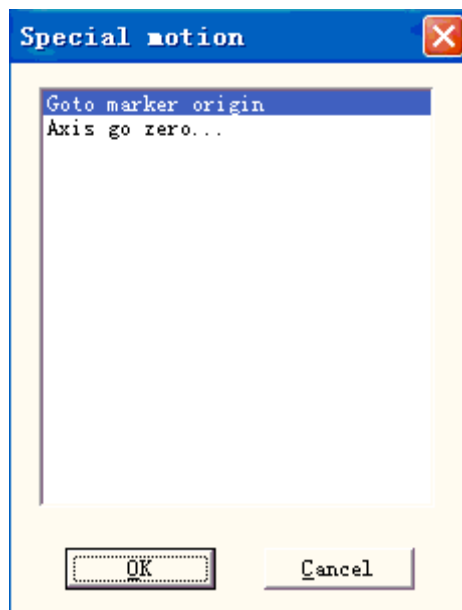 Special motion
Goto marker origin
Axis go zero...
OK
Cancel